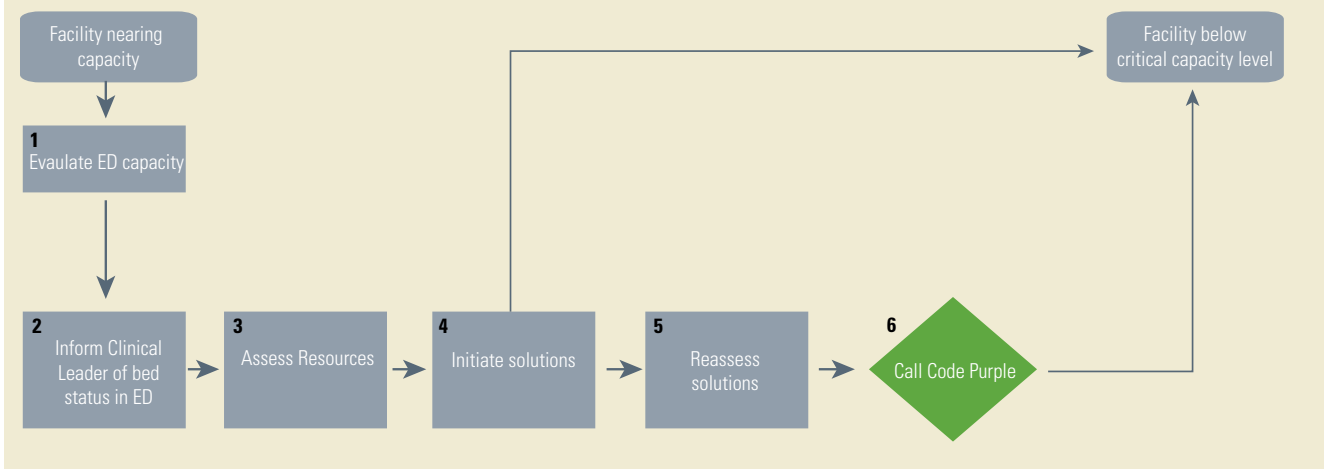 Facility nearing
capacity
Facility below
critical capacity level
1
Evaulate ED capacity
2
Inform Clinical
Leader of bed
status in ED
3
Assess Resources
4
Initiate solutions
5
Reassess
solutions
6
Call Code Purple